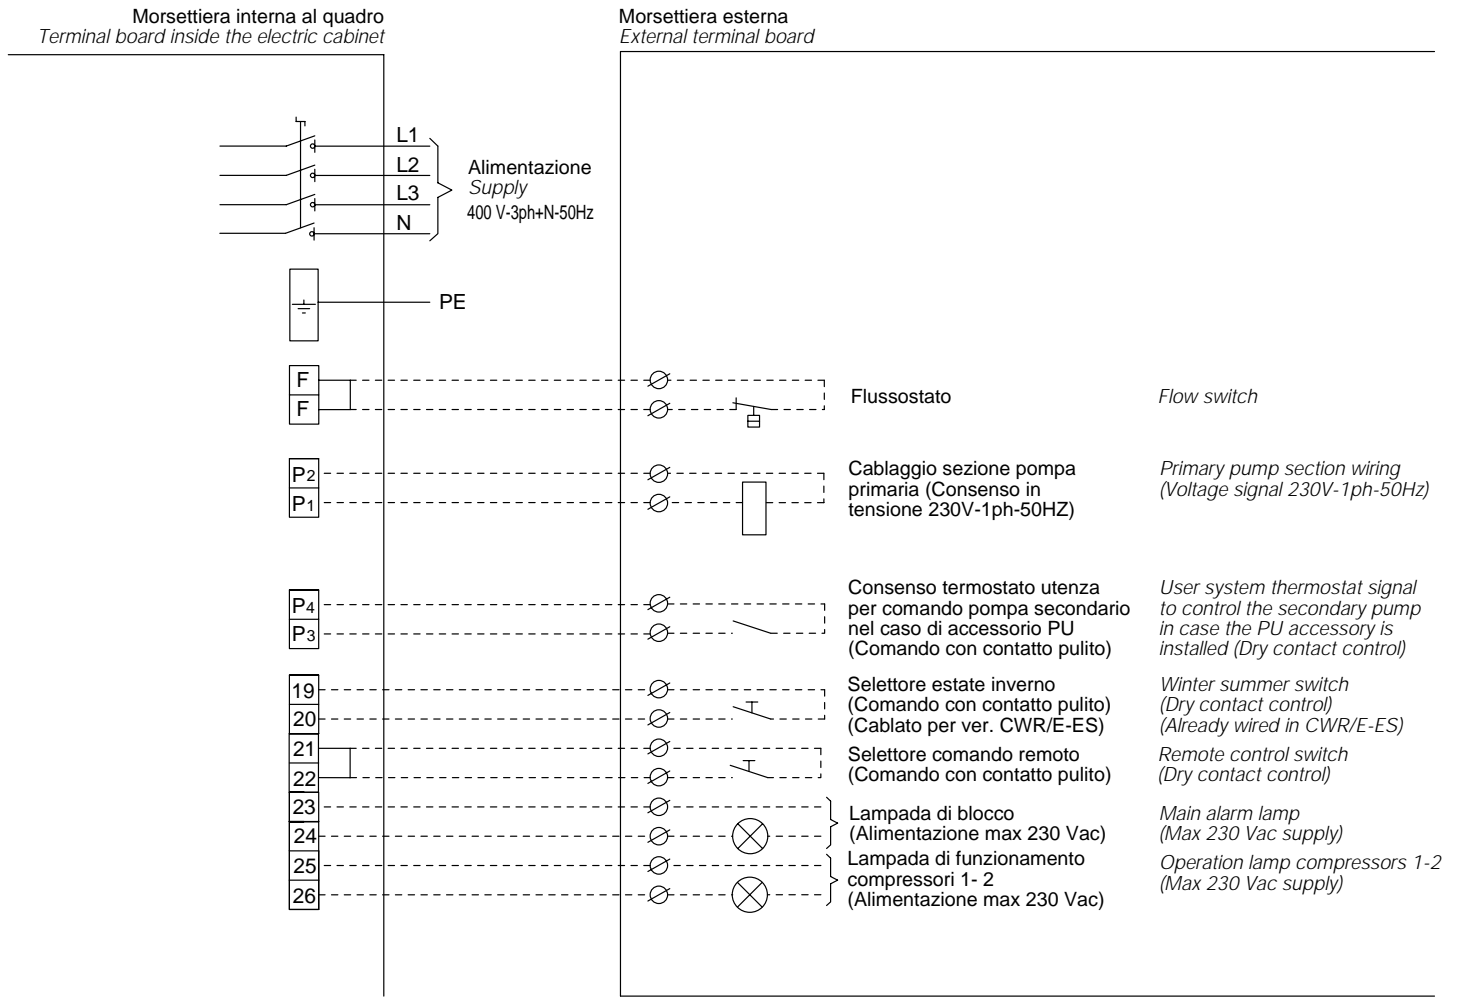 Morsettiera interna al quadro
Terminal board inside the electric cabinet
Morsettiera esterna
External terminal board
L1
L2
L3
N
Alimentazione
Supply
400 V-3ph+N-50Hz
PE
F
F
Flussostato
Flow switch
P2
P1
Cablaggio sezione pompa
primaria (Consenso in
tensione 230V-1ph-50HZ)
Primary pump section wiring
(Voltage signal 230V-1ph-50Hz)
P4
P3
Consenso termostato utenza
per comando pompa secondario
nel caso di accessorio PU
(Comando con contatto pulito)
User system thermostat signal
to control the secondary pump
in case the PU accessory is
installed (Dry contact control)
19
20
Selettore estate inverno
(Comando con contatto pulito)
(Cablato per ver. CWR/E-ES)
Winter summer switch
(Dry contact control)
(Already wired in CWR/E-ES)
21
22
Selettore comando remoto
(Comando con contatto pulito)
Remote control switch
(Dry contact control)
23
24
Lampada di blocco
(Alimentazione max 230 Vac)
Main alarm lamp
(Max 230 Vac supply)
25
26
Lampada di funzionamento
compressori 1- 2
(Alimentazione max 230 Vac)
Operation lamp compressors 1-2
(Max 230 Vac supply)